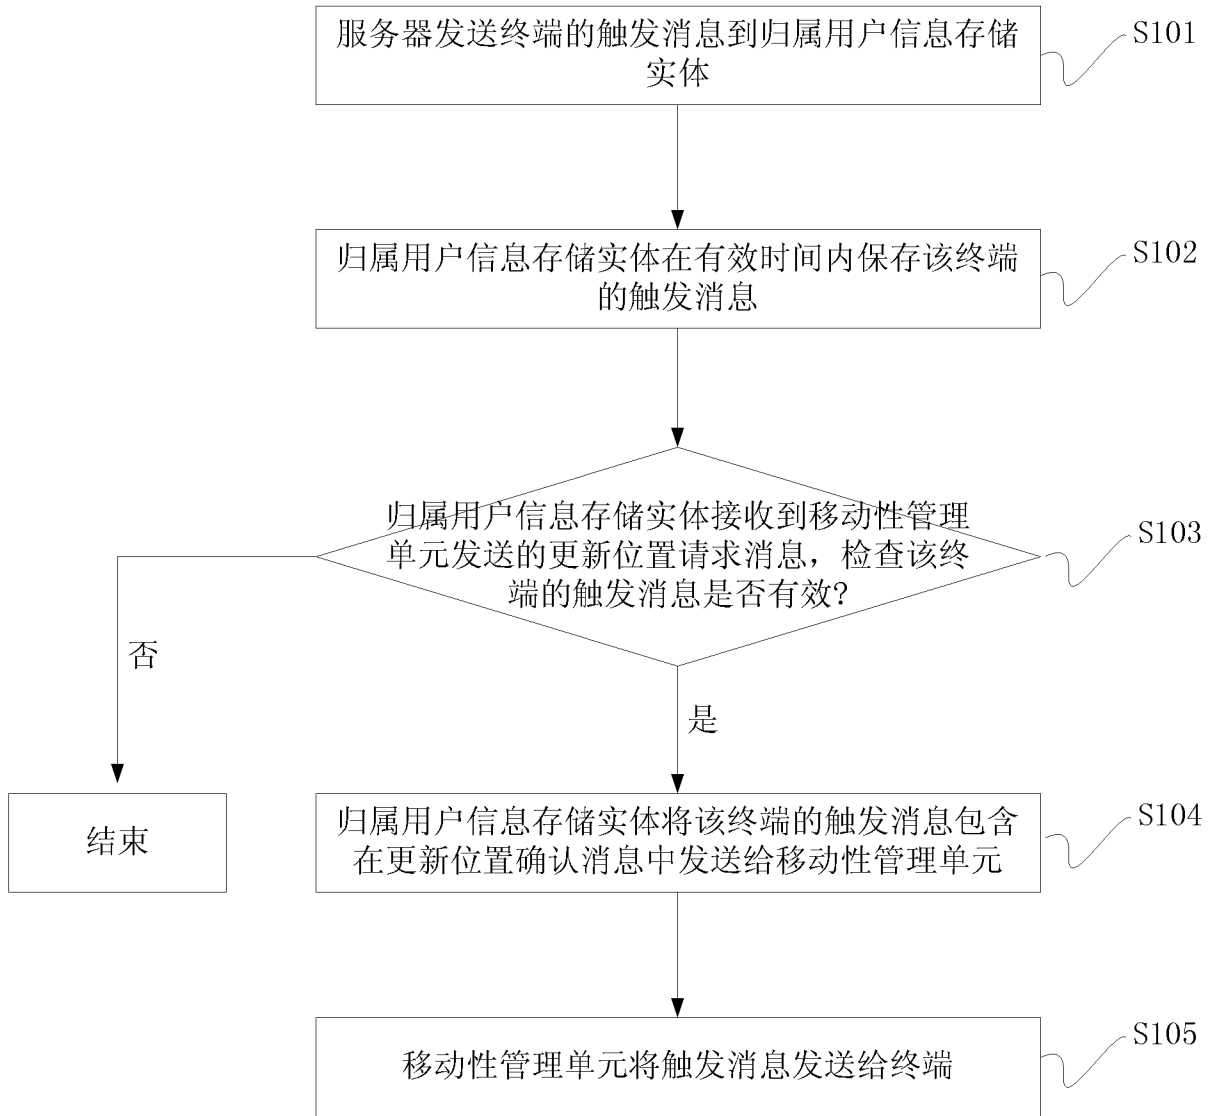 服务器发送终端的触发消息到归属用户信息存储
实体
S101
归属用户信息存储实体在有效时间内保存该终端
的触发消息
S102
归属用户信息存储实体接收到移动性管理
单元发送的更新位置请求消息，检查该终
端的触发消息是否有效?
S103
否
是
结束
归属用户信息存储实体将该终端的触发消息包含
在更新位置确认消息中发送给移动性管理单元
S104
移动性管理单元将触发消息发送给终端
S105